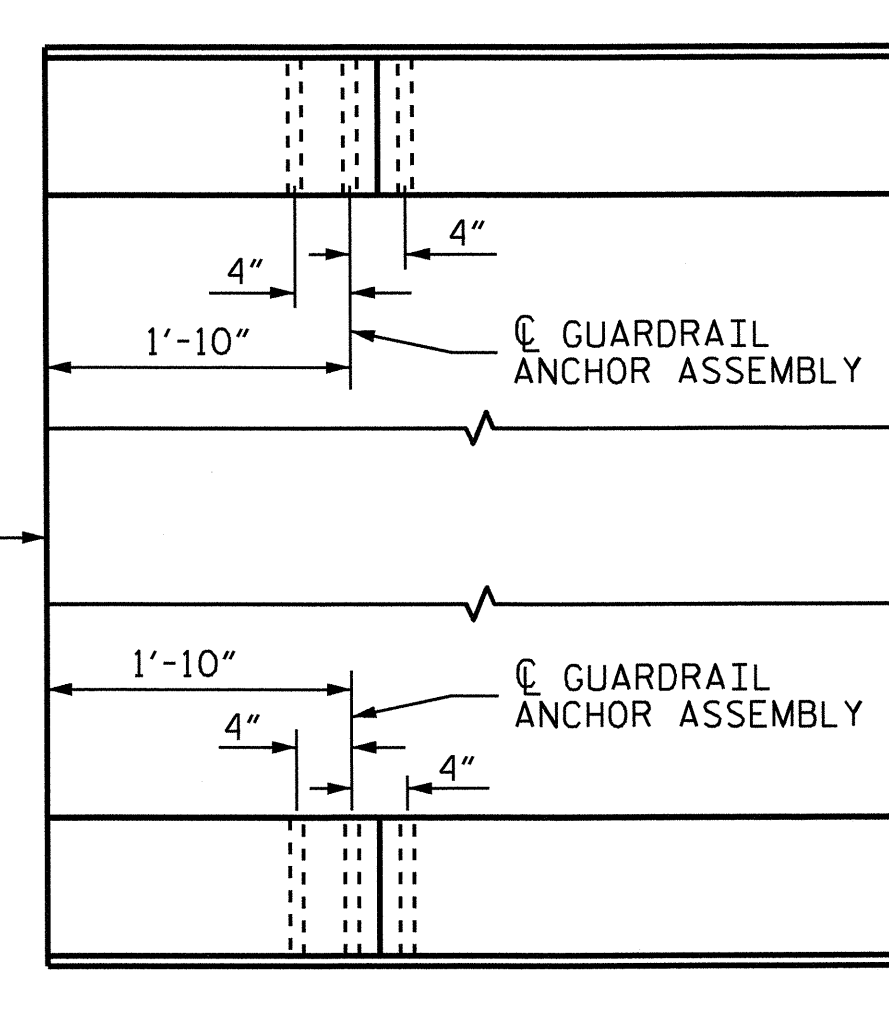 4"
4"
1'-10"
℄ GUARDRAIL
ANCHOR ASSEMBLY
1'-10"
℄ GUARDRAIL
ANCHOR ASSEMBLY
4"
4"